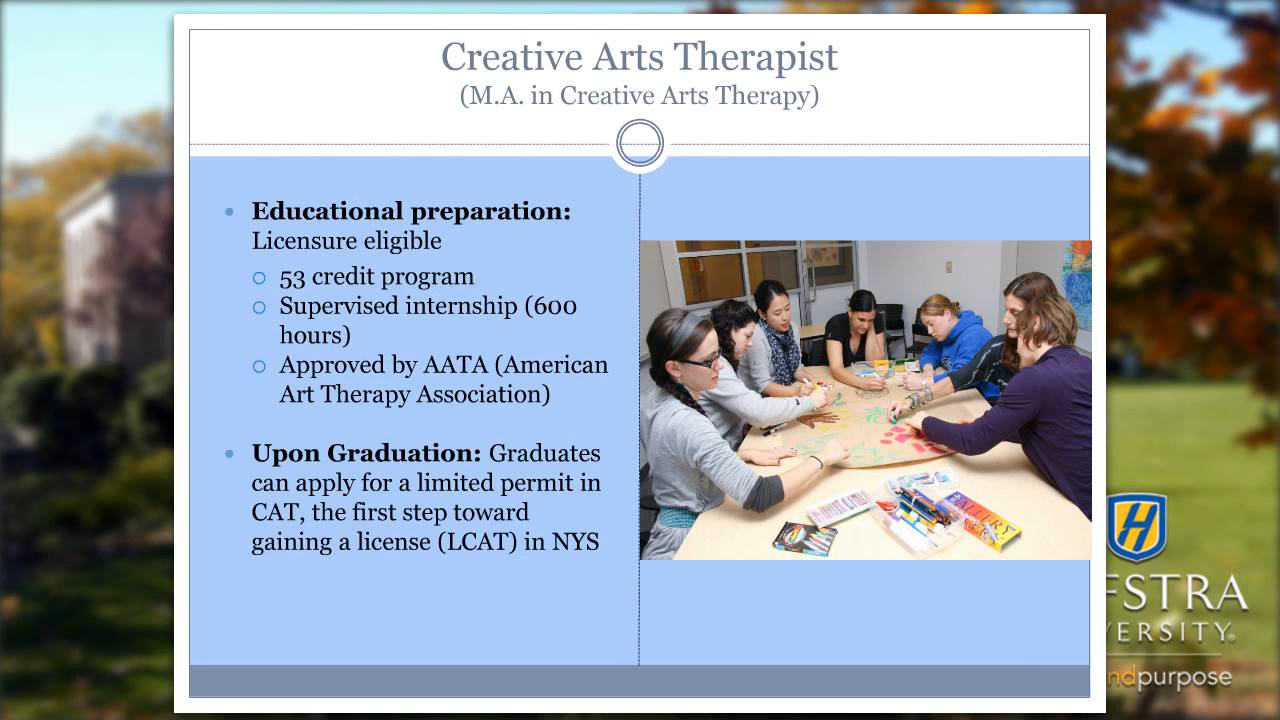 Creative Arts Therapist
(M.A. in Creative Arts Therapy)
Educational preparation:
Licensure eligible
53 credit program
Supervised internship (600
hours)
Approved by AATA (American
Art Therapy Association)
Upon Graduation: Graduates
can apply for a limited permit in
CAT, the first step toward
gaining a license (LCAT) in NYS
H
FSTRA
VERSITY
ndpurpose